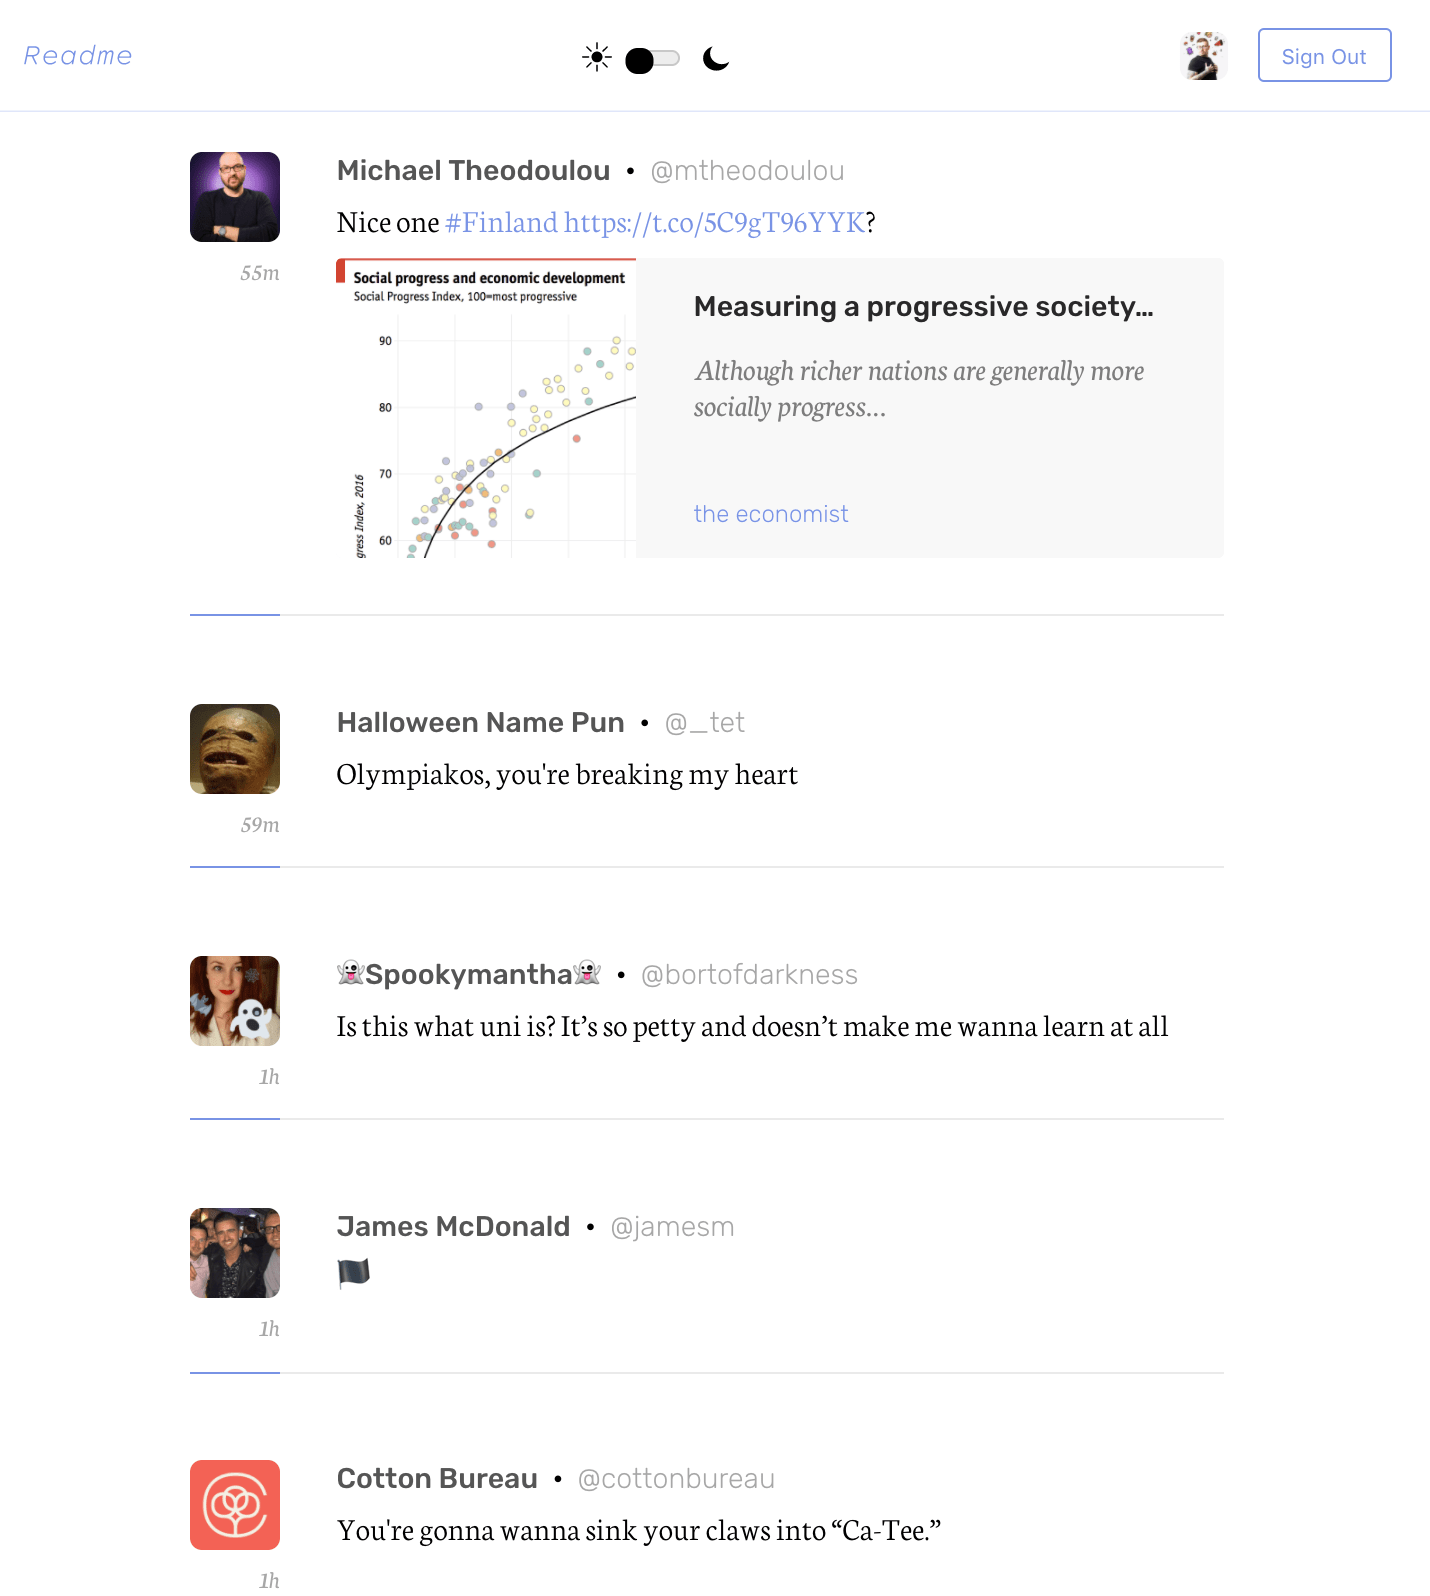 Readme
Sign Out
Michael Theodoulou • @mtheodoulou
Nice one #Finland https://t.co/5C9gT96YYK?
55m
Social progress and economic development
Social Progress Index, 100=most progressive
90
80
70
60
gress Index, 2016
Measuring a progressive society...
Although richer nations are generally more
socially progress...
the economist
Halloween Name Pun • @_tet
Olympiakos, you're breaking my heart
59m
👻Spookymantha👻 • @bortofdarkness
Is this what uni is? It’s so petty and doesn’t make me wanna learn at all
1h
James McDonald • @jamesm
🏴
1h
Cotton Bureau • @cottonbureau
You're gonna wanna sink your claws into “Ca-Tee.”
1h